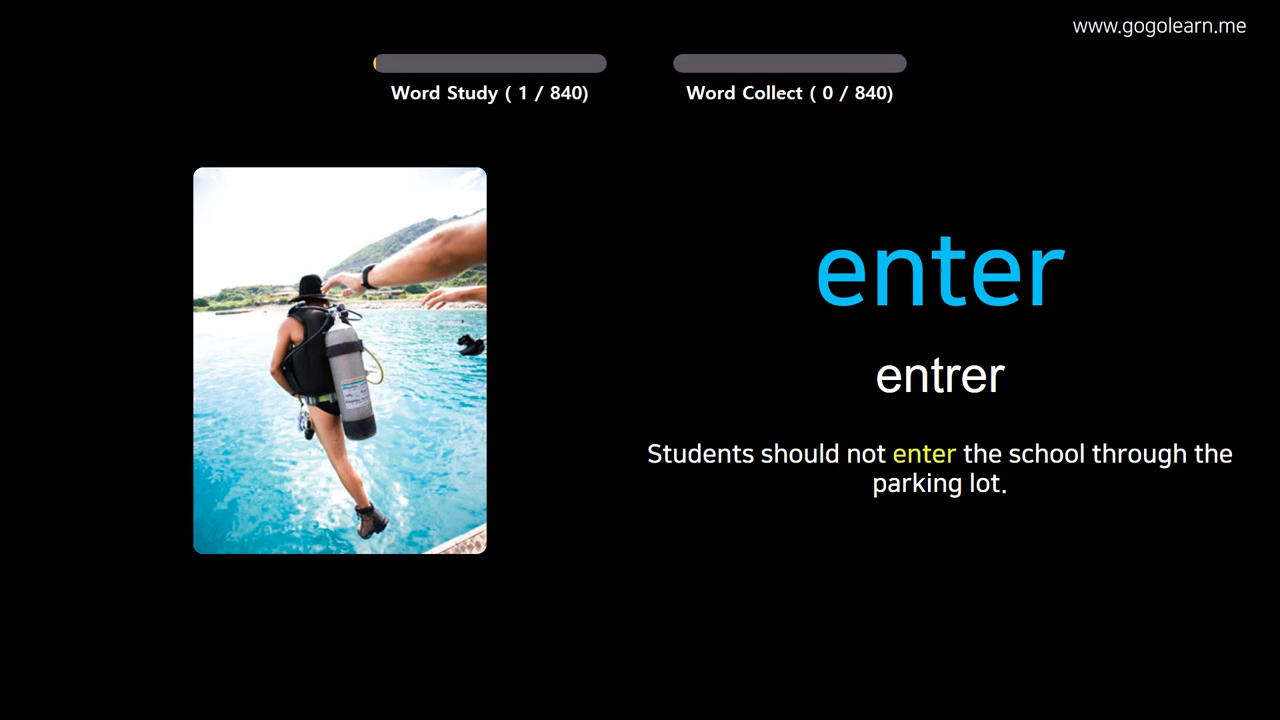 www.gogolearn.me
Word Study ( 1 / 840)
Word Collect ( 0 / 840)
enter
entrer
Students should not enter the school through the
parking lot.